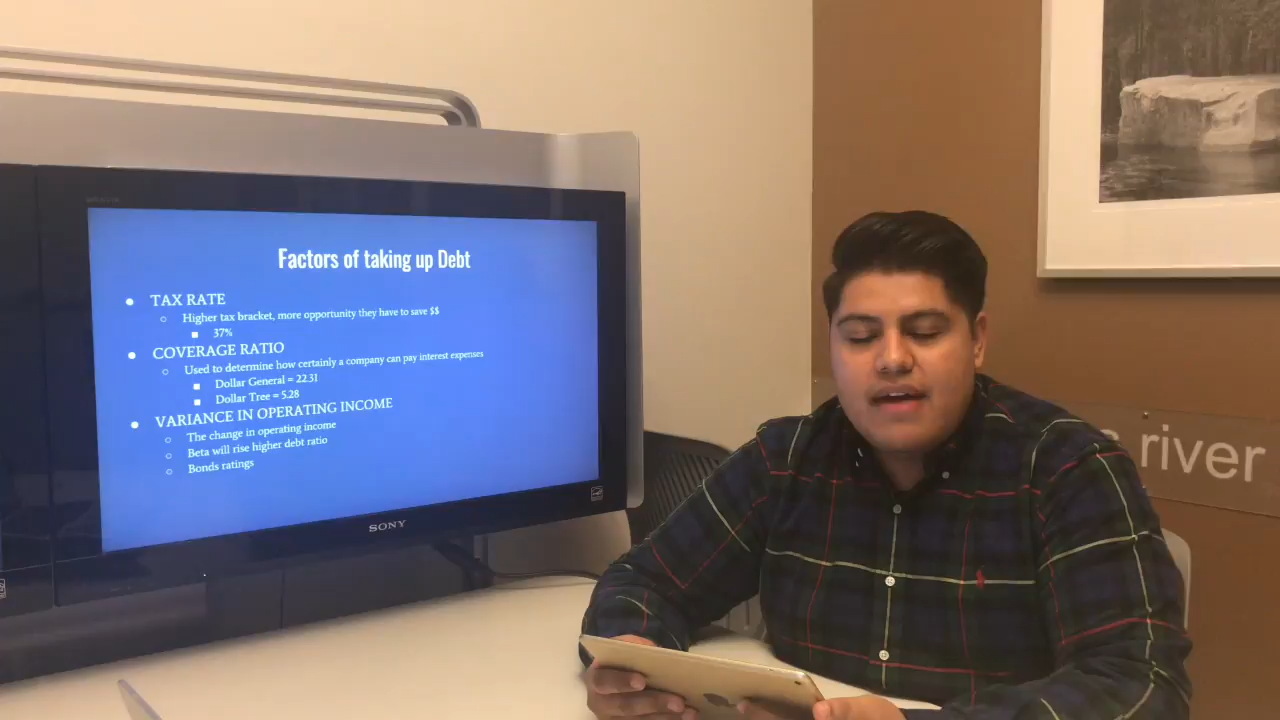 Factors of taking up Debt
● TAX RATE
○ Higher tax bracket, more opportunity they have to save $$
■ 37%
● COVERAGE RATIO
○ Used to determine how certainly a company can pay interest expenses
■ Dollar General = 22.31
■ Dollar Tree = 5.28
● VARIANCE IN OPERATING INCOME
○ The change in operating income
○ Beta will rise higher debt ratio
○ Bonds ratings
SONY
river